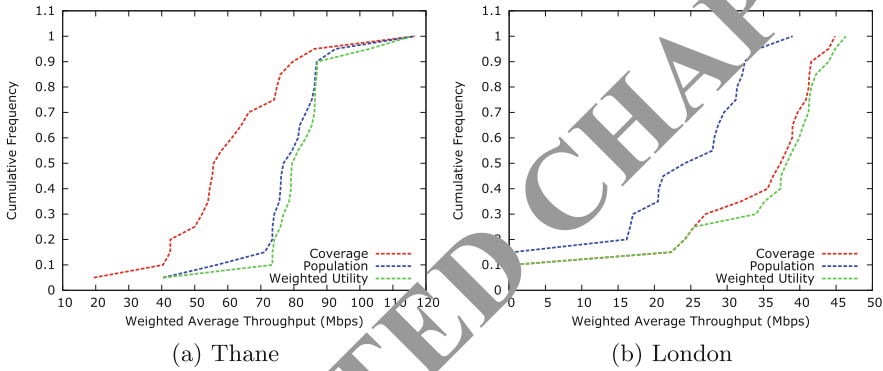 1.1
1
0.9
0.8
0.7
0.6
0.5
0.4
0.3
0.2
0.1
0
Cumulative Frequency
Coverage
Population
Weighted Utility
10 20 30 40 50 60 70 80 90 100 110 120
Weighted Average Throughput (Mbps)
(a) Thane
1.1
1
0.9
0.8
0.7
0.6
0.5
0.4
0.3
0.2
0.1
0
Cumulative Frequency
Coverage
Population
Weighted Utility
0 5 10 15 20 25 30 35 40 45 50
Weighted Average Throughput (Mbps)
(b) London
TED CHAP